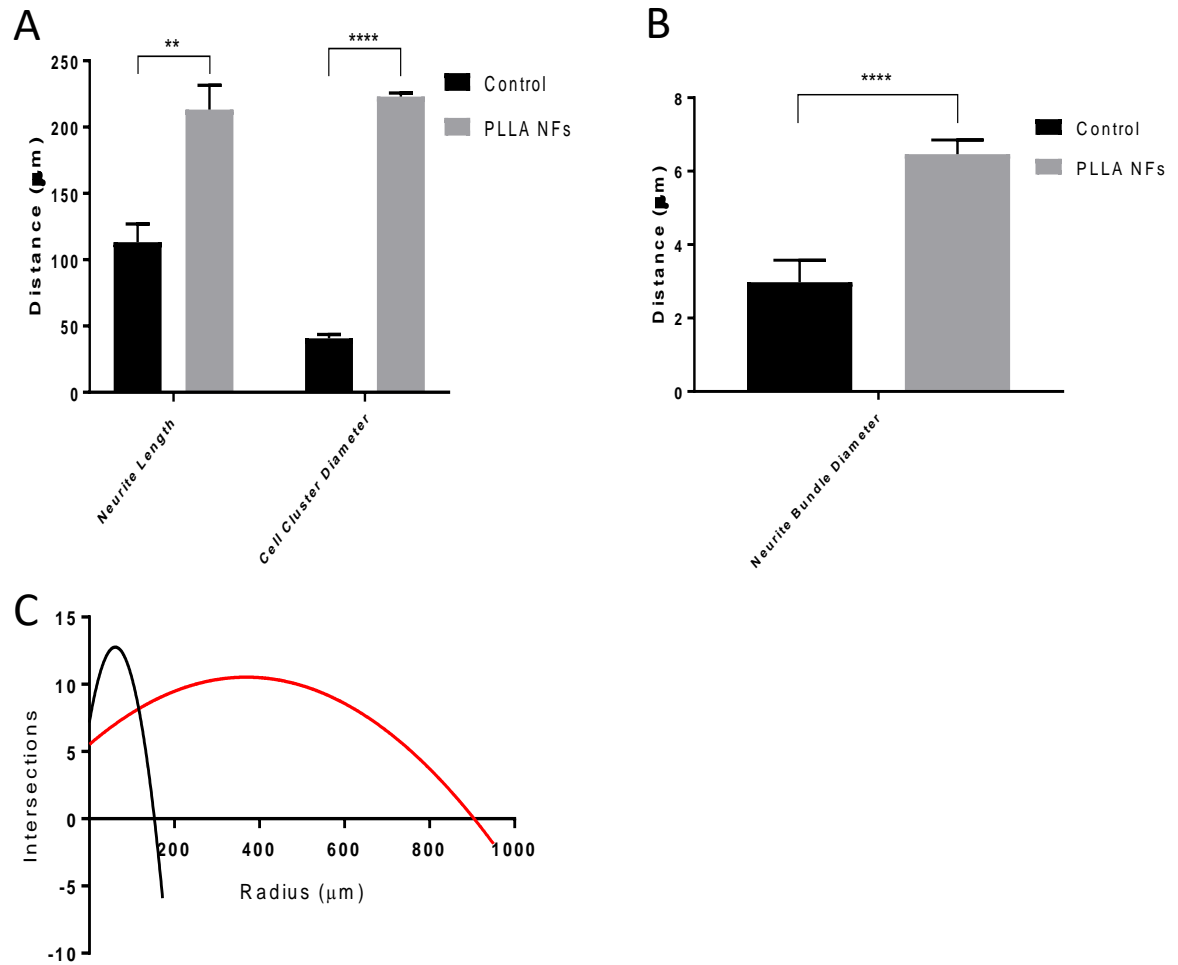 A
**
****
250
200
150
100
50
0
Distance (μm)
Control
PLLA NFs
Neurite Length
Cell Cluster Diameter
B
****
8
6
4
2
0
Distance (μm)
Control
PLLA NFs
Neurite Bundle Diameter
C
15
10
5
0
-5
-10
Intersections
200 400 600 800 1000
Radius (μm)